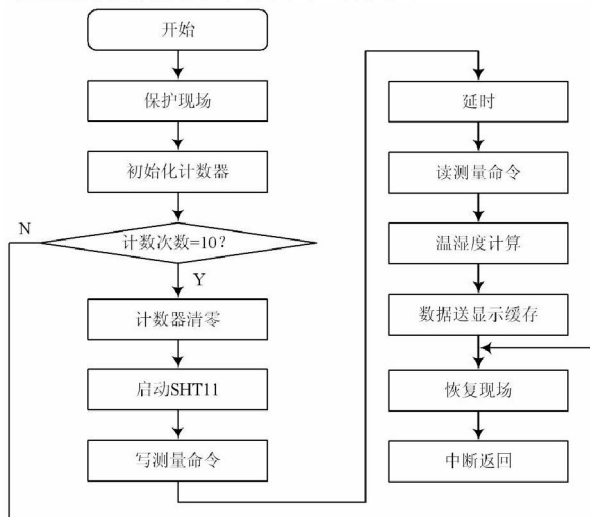 开始
保护现场
初始化计数器
计数次数=10?
N
Y
计数器清零
启动SHT11
写测量命令
延时
读测量命令
温湿度计算
数据送显示缓存
恢复现场
中断返回